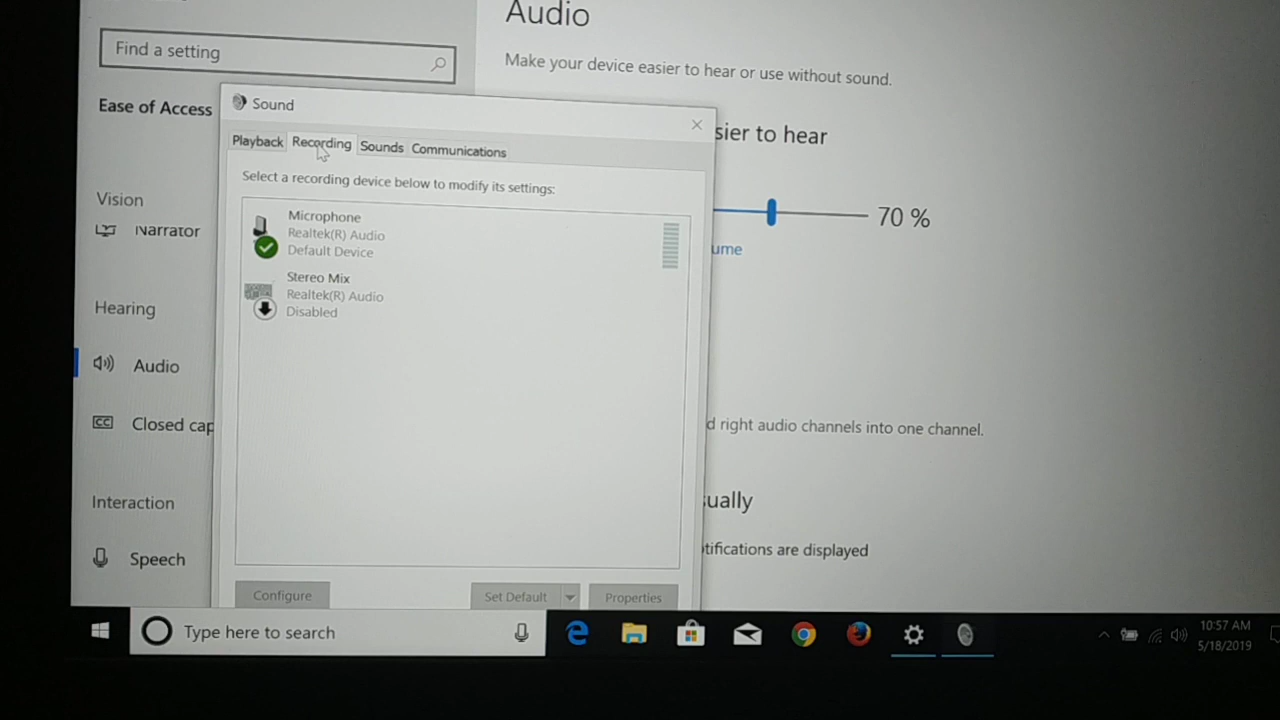 Audio
Find a setting
Make your device easier to hear or use without sound.
Ease of Access
Sound
sier to hear
Playback Recording Sounds Communications
Select a recording device below to modify its settings:
Vision
Narrator
Microphone
Realtek(R) Audio
Default Device
70 %
ume
Stereo Mix
Realtek(R) Audio
Disabled
Hearing
Audio
CC Closed cap
d right audio channels into one channel.
Interaction
ually
Speech
tifications are displayed
Configure
Set Default
Properties
Type here to search
10:57 AM
5/18/2019